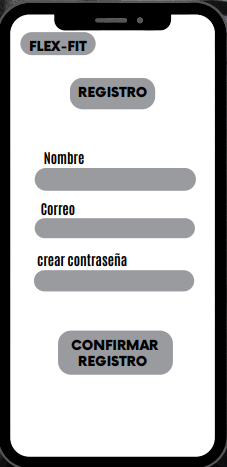 FLEX-FIT
REGISTRO
Nombre
Correo
crear contraseña
CONFIRMAR
REGISTRO